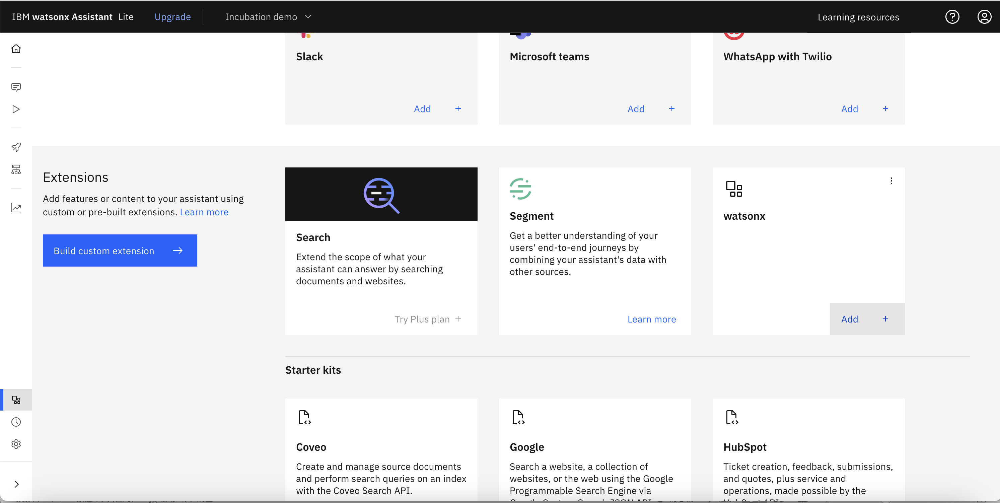 IBM watsonx Assistant Lite
Upgrade
Incubation demo
Learning resources
Slack
Add +
Microsoft teams
Add +
WhatsApp with Twilio
Add +
Extensions
Add features or content to your assistant using
custom or pre-built extensions. Learn more
Build custom extension
Search
Extend the scope of what your
assistant can answer by searching
documents and websites.
Try Plus plan +
Segment
Get a better understanding of your
users' end-to-end journeys by
combining your assistant's data with
other sources.
Learn more
watsonx
Add +
Starter kits
Coveo
Create and manage source documents
and perform search queries on an index
with the Coveo Search API.
Google
Search a website, a collection of
websites, or the web using the Google
Programmable Search Engine via
HubSpot
Ticket creation, feedback, submissions,
and quotes, plus service and
operations, made possible by the